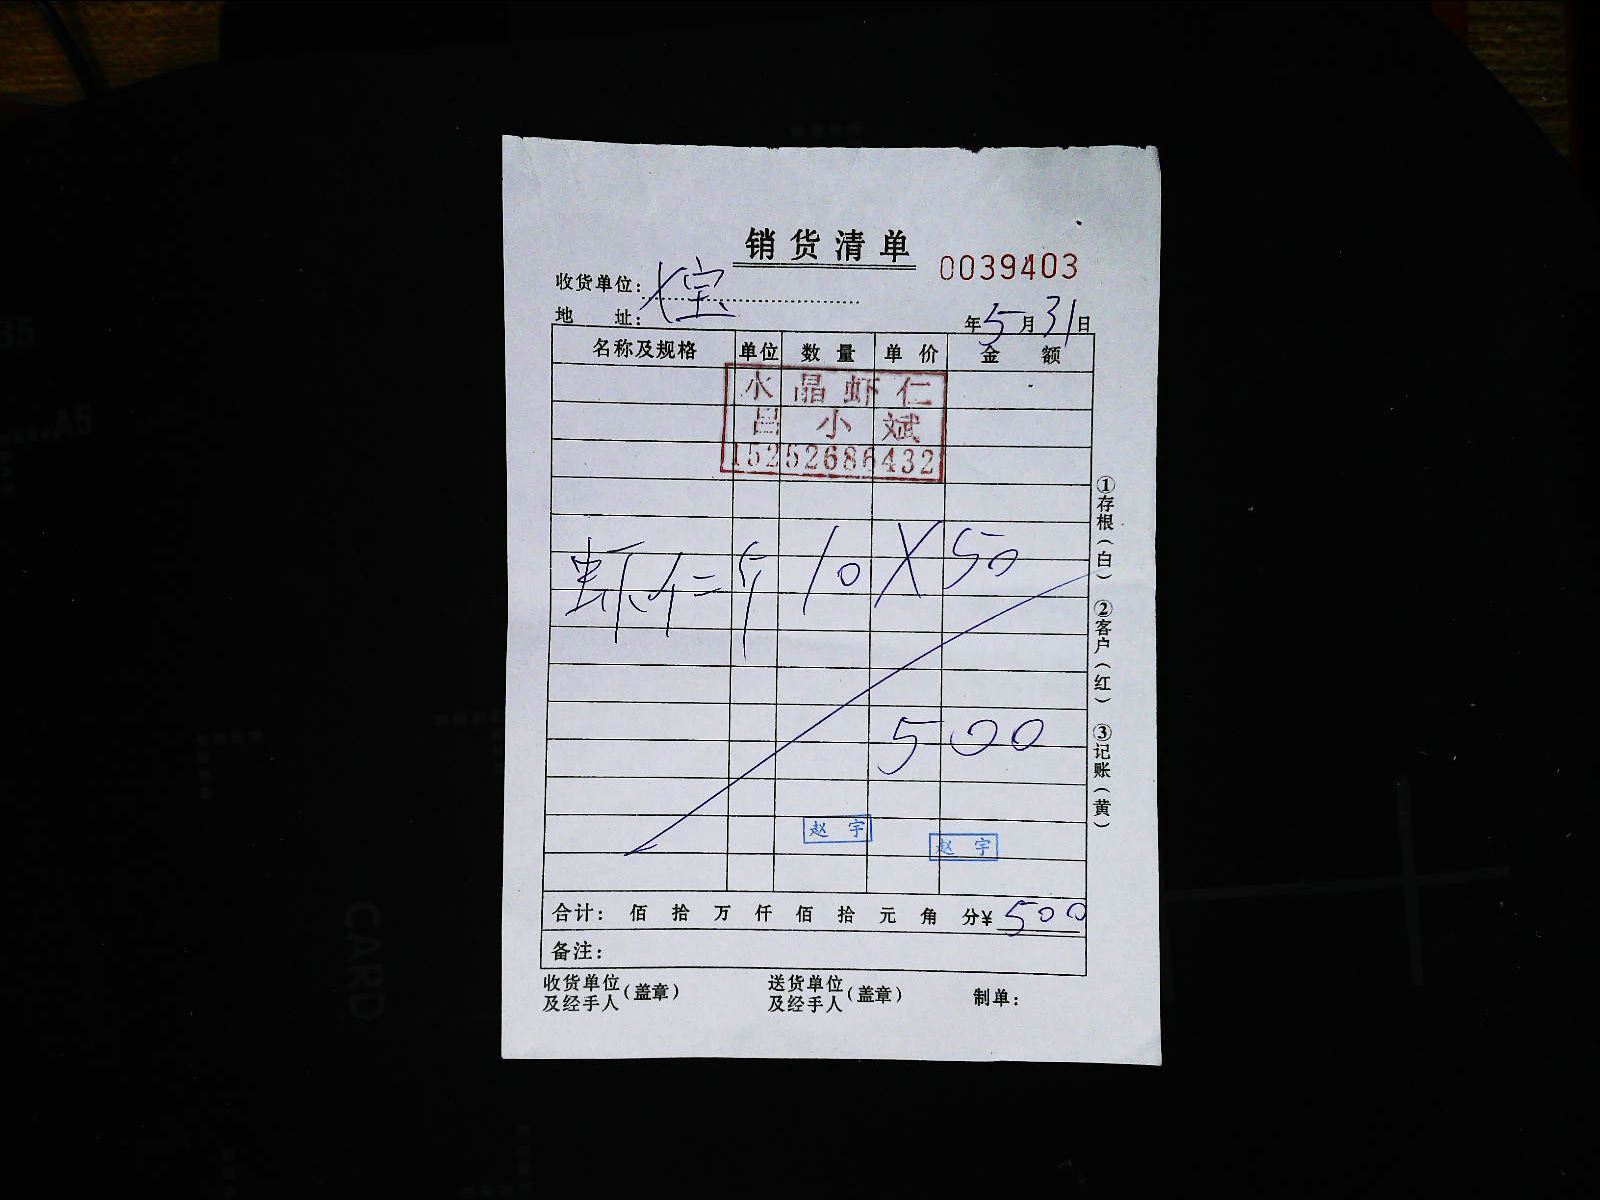 销货清单
0039403
收货单位:宝
地 址:
年5月31日
名称及规格 单位 数量 单价 金额
水晶虾仁
吕小斌
15252686432
虾仁= 10 X 50
500
赵宇
赵宇
合计: 佰 拾 万 仟 佰 拾 元 角 分¥500
备注:
收货单位及经手人(盖章) 送货单位及经手人(盖章) 制单:
①存根(白) ②客户(红) ③记账(黄)
A5
CARD